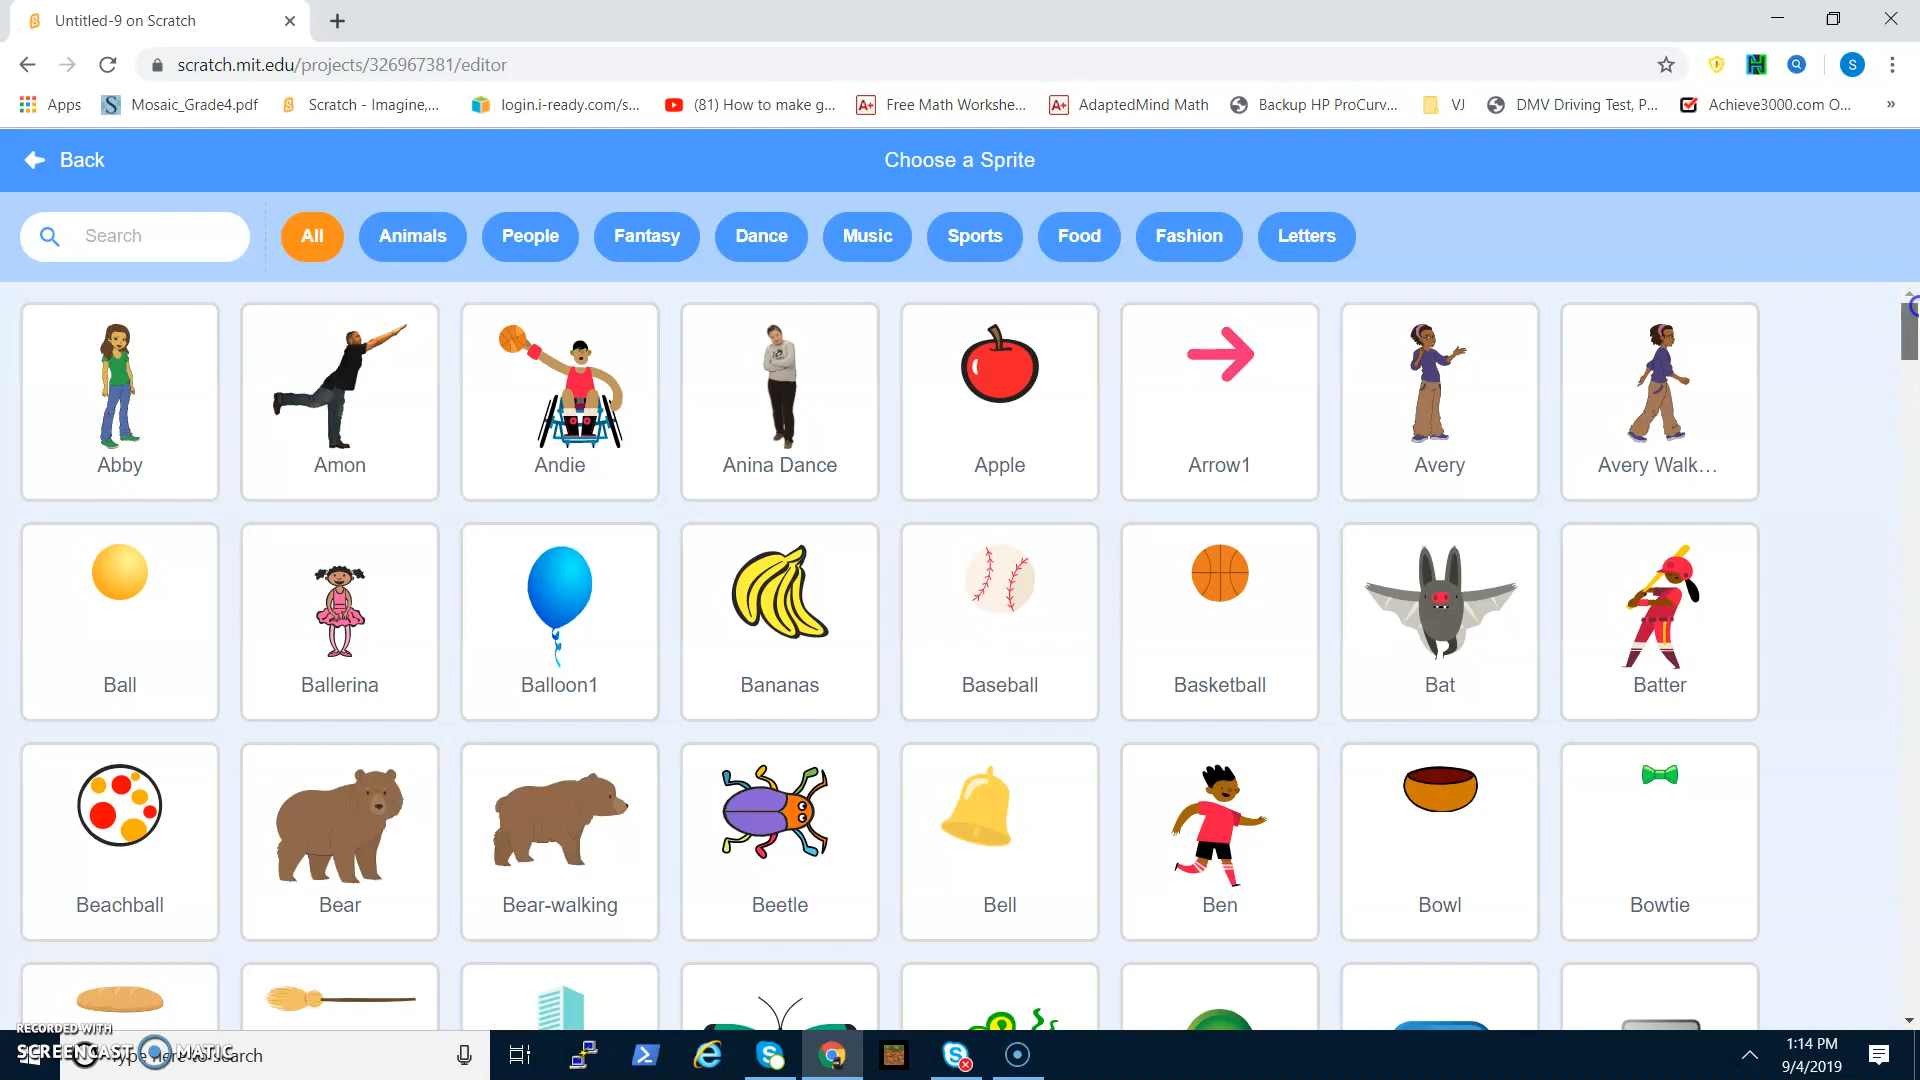 Untitled-9 on Scratch
scratch.mit.edu/projects/326967381/editor
S
Apps
Mosaic_Grade4.pdf
Scratch - Imagine,...
login.i-ready.com/s...
(81) How to make g...
Free Math Workshe...
AdaptedMind Math
Backup HP ProCurv...
VJ
DMV Driving Test, P...
Achieve3000.com O...
»
Back
Choose a Sprite
Search
All
Animals
People
Fantasy
Dance
Music
Sports
Food
Fashion
Letters
Abby
Amon
Andie
Anina Dance
Apple
Arrow1
Avery
Avery Walk...
Ball
Ballerina
Balloon1
Bananas
Baseball
Basketball
Bat
Batter
Beachball
Bear
Bear-walking
Beetle
Bell
Ben
Bowl
Bowtie
RECORDED WITH
SCREENCAST MATIC
Type here to search
1:14 PM
9/4/2019